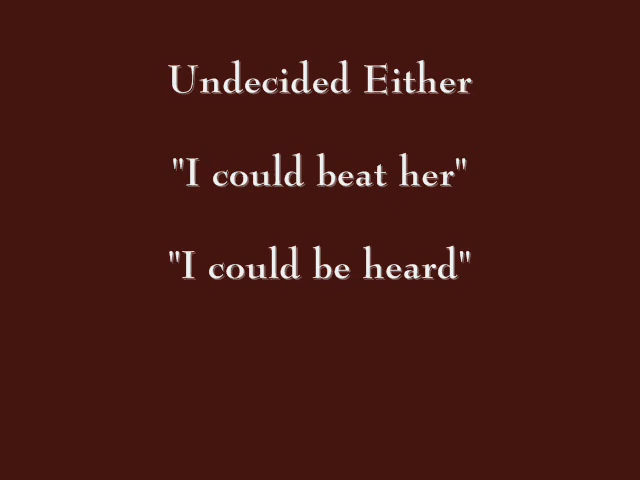 Undecided Either
"I could beat her"
"I could be heard"